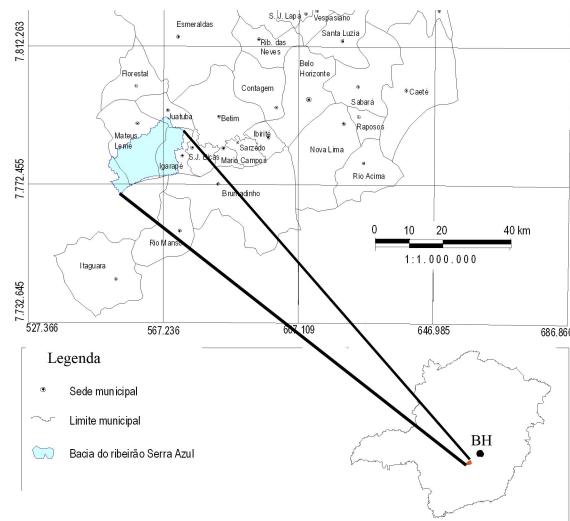 Esmeraldas
S. J. Lapa
Vespasiano
7.812.263
Rib. das
Neves
Santa Luzia
Belo
Horizonte
Florestal
Contagem
Sabará
Caeté
Juatuba
Betim
Mateus
Leme
Ibirité
Raposos
Sarzedo
Nova Lima
Igarapé
S.J. Bicas
Mario Campos
Rio Acima
7.772.455
Brumadinho
Rio Manso
0 10 20 40 km
1:1.000.000
Itaguara
7.732.645
527.366
567.236
607.109
646.985
686.860
Legenda
Sede municipal
Limite municipal
Bacia do ribeirão Serra Azul
BH